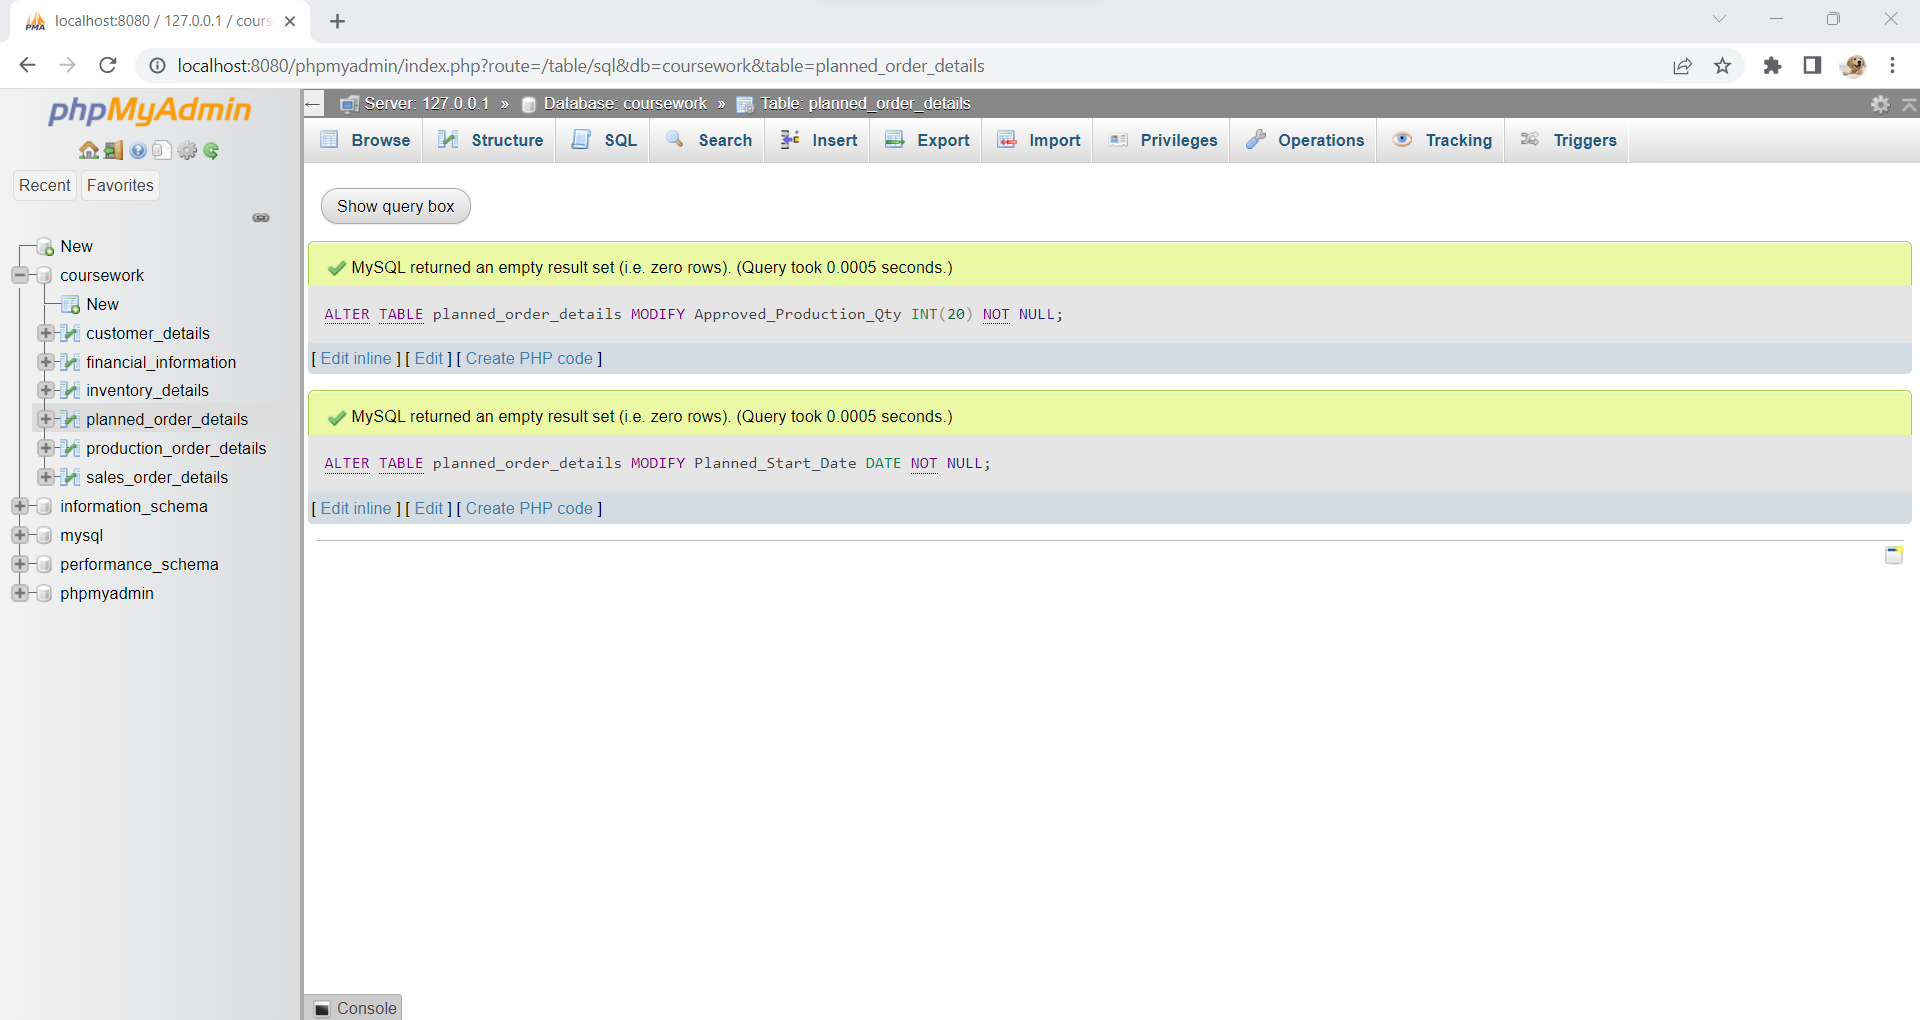 localhost:8080 / 127.0.0.1 / cours
localhost:8080/phpmyadmin/index.php?route=/table/sql&db=coursework&table=planned_order_details
phpMyAdmin
Recent
Favorites
New
coursework
New
customer_details
financial_information
inventory_details
planned_order_details
production_order_details
sales_order_details
information_schema
mysql
performance_schema
phpmyadmin
Server: 127.0.0.1 » Database: coursework » Table: planned_order_details
Browse Structure SQL Search Insert Export Import Privileges Operations Tracking Triggers
Show query box
MySQL returned an empty result set (i.e. zero rows). (Query took 0.0005 seconds.)
ALTER TABLE planned_order_details MODIFY Approved_Production_Qty INT(20) NOT NULL;
[ Edit inline ] [ Edit ] [ Create PHP code ]
MySQL returned an empty result set (i.e. zero rows). (Query took 0.0005 seconds.)
ALTER TABLE planned_order_details MODIFY Planned_Start_Date DATE NOT NULL;
[ Edit inline ] [ Edit ] [ Create PHP code ]
Console